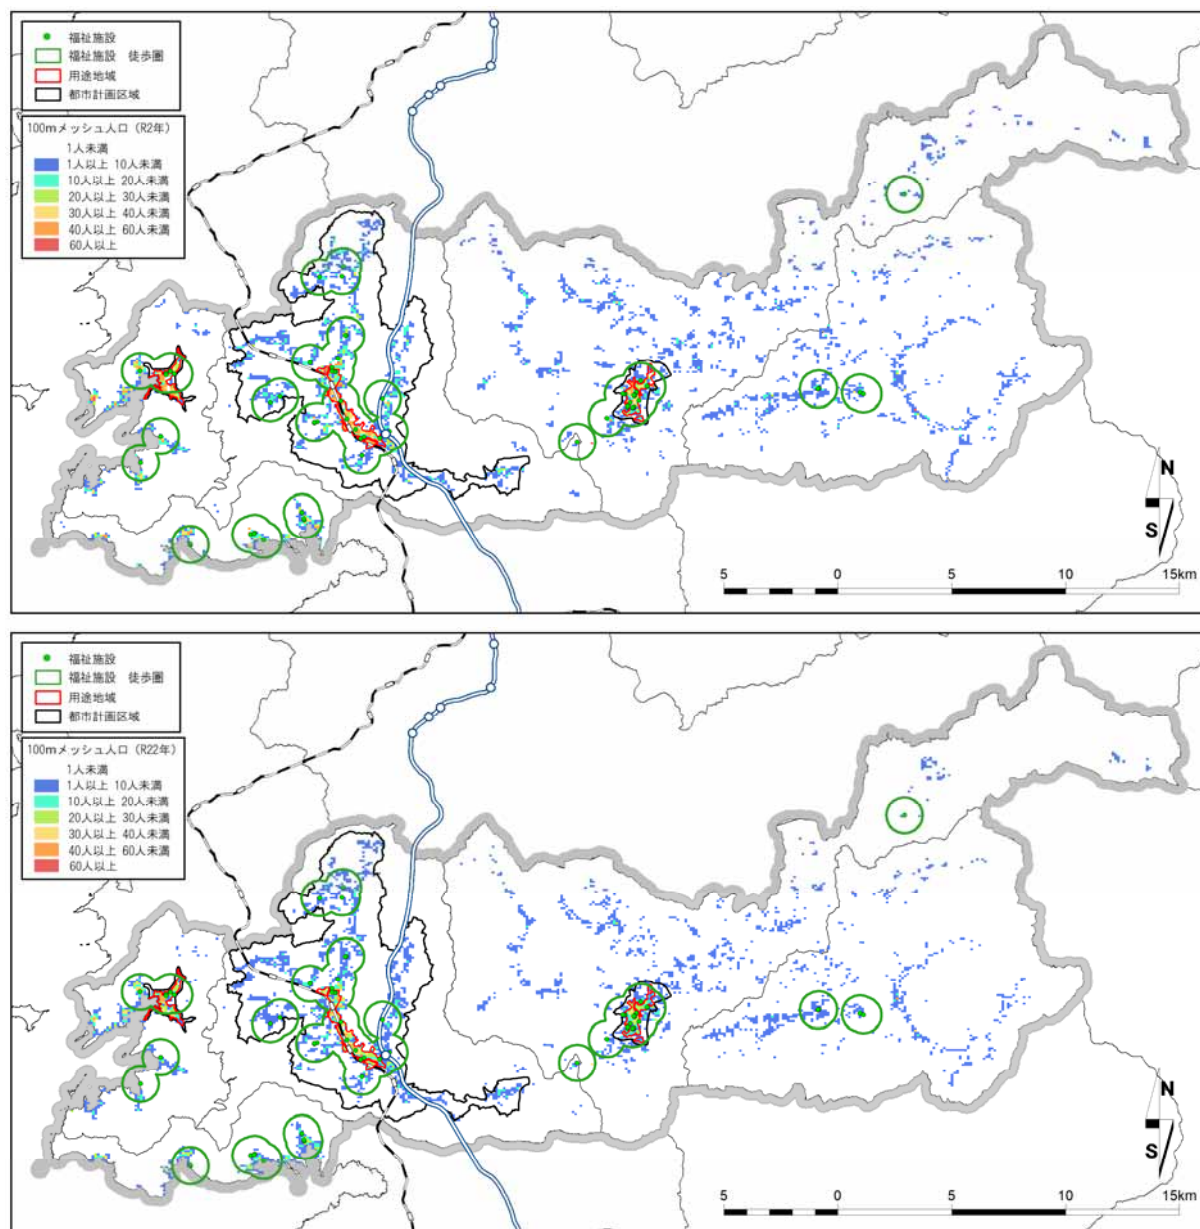 福祉施設
福祉施設 徒歩圏
用途地域
都市計画区域
100mメッシュ人口（R2年）
1人未満
1人以上 10人未満
10人以上 20人未満
20人以上 30人未満
30人以上 40人未満
40人以上 60人未満
60人以上
N
S
5 0 5 10 15km
福祉施設
福祉施設 徒歩圏
用途地域
都市計画区域
100mメッシュ人口（R22年）
1人未満
1人以上 10人未満
10人以上 20人未満
20人以上 30人未満
30人以上 40人未満
40人以上 60人未満
60人以上
N
S
5 0 5 10 15km